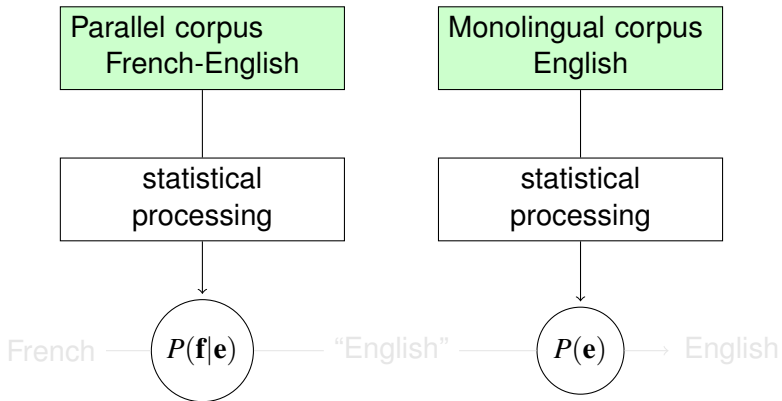 Parallel corpus
French-English
Monolingual corpus
English
statistical
processing
statistical
processing
French
P(f|e)
“English”
P(e)
English